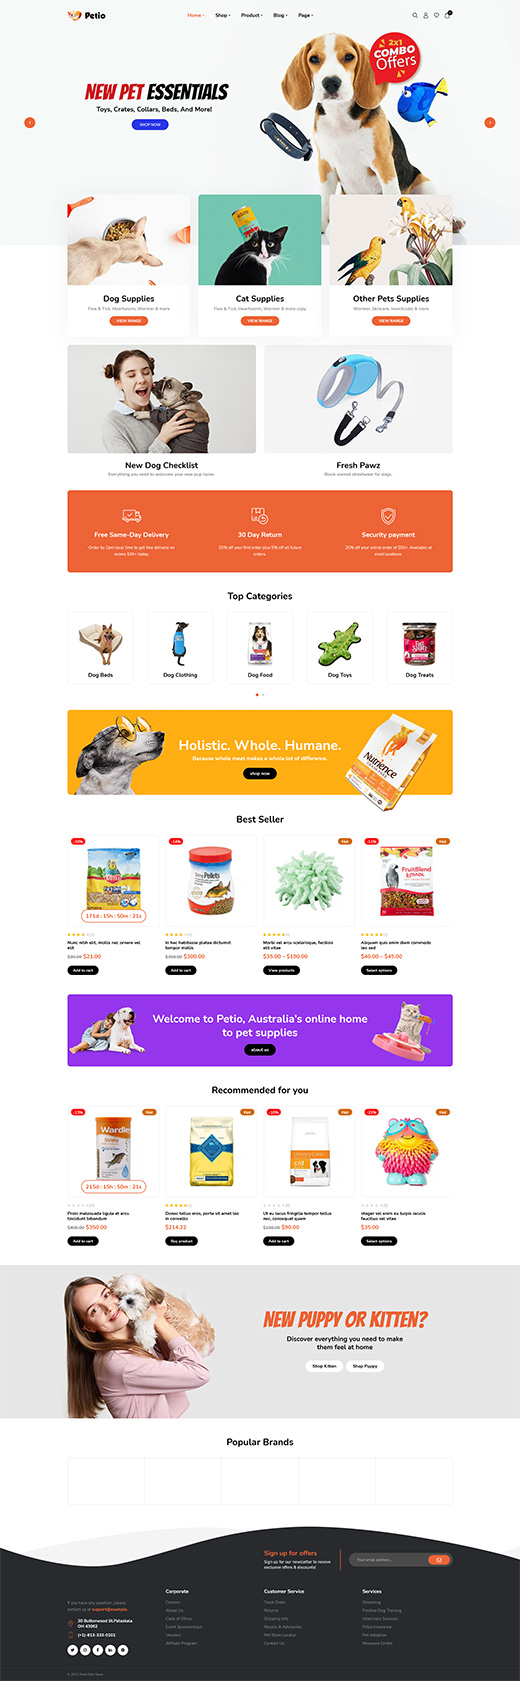 Petio
Home
Shop
Product
Blog
Page
0
NEW PET ESSENTIALS
Toys, Crates, Collars, Beds, And More!
SHOP NOW
2x1
COMBO
Offers
Dog Supplies
Flea & Tick, Heartworm, Wormer & more
VIEW RANGE
Cat Supplies
Flea & Tick, Heartworm, Wormer & more copy
VIEW RANGE
Other Pets Supplies
Wormer, Skincare, Insecticidal & more
VIEW RANGE
New Dog Checklist
Everything you need to welcome your new pup home.
Fresh Pawz
Black owned streetwear for dogs.
Free Same-Day Delivery
Order by 2pm local time to get free delivery on
orders $35+ today.
30 Day Return
35% off your first order plus 5% off all future
orders.
Security payment
25% off your online order of $50+. Available at
most locations.
Top Categories
Dog Beds
Dog Clothing
Dog Food
Dog Toys
Dog Treats
Holistic. Whole. Humane.
Because whole meat makes a whole lot of difference.
shop now
Nutrience
Best Seller
-30%
175d : 15h : 50m : 21s
Nunc nibh elit, mollis nec ornare vel
elit
$30.00 $21.00
Add to cart
-14%
Pellets
In hac habitasse platea dictumst
tempor mollis
$350.00 $300.00
Add to cart
Hot
Morbi vel arcu scelerisque, facilisis
elit vitae
$35.00 – $190.00
View products
-11%
Hot
FruitBlend
Aliquam quis enim diam commodo
leo sed
$40.00 – $45.00
Select options
Welcome to Petio, Australia's online home
to pet supplies
about us
Recommended for you
-13%
Hot
Wardley
Shrimp
215d : 15h : 50m : 21s
Proin malesuada ligula et arcu
tincidunt bibendum
$400.00 $350.00
Add to cart
Hot
BLUE
Donec tellus eros, porta sit amet leo
in convallis
$214.22
Buy product
-10%
Hot
Urinary Care
c/d
Ut eu lacus fringilla tempor tellus
nec, consequat quam
$100.00 $90.00
Add to cart
-22%
Hot
Integer vel enim eu turpis iaculis
faucibus vel vitae
$35.00
Select options
NEW PUPPY OR KITTEN?
Discover everything you need to make
them feel at home
Shop Kitten
Shop Puppy
Popular Brands
Sign up for offers
Sign up for our newsletter to receive
exclusive offers & discounts!
Your email address...
If you have any question, please
contact us at support@example.
30 Buttonwood St.Pataskala
OH 43062
(+1)-613-333-0101
Corporate
Careers
About Us
Code of Ethics
Event Sponsorships
Vendors
Affiliate Program
Customer Service
Track Order
Returns
Shipping Info
Recalls & Advisories
Pet Store Locator
Contact Us
Services
Grooming
Positive Dog Training
Veterinary Services
Petco Insurance
Pet Adoption
Resource Center